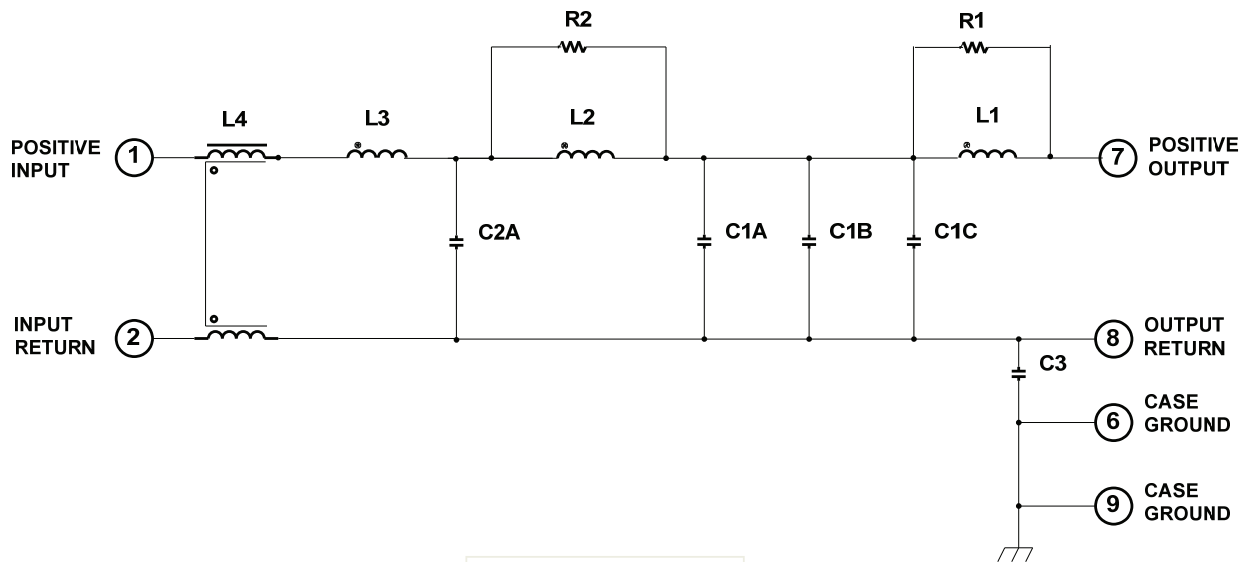 R2
R1
L4
L3
L2
L1
POSITIVE
INPUT
1
7
POSITIVE
OUTPUT
C2A
C1A
C1B
C1C
INPUT
RETURN
2
8
OUTPUT
RETURN
C3
6
CASE
GROUND
9
CASE
GROUND